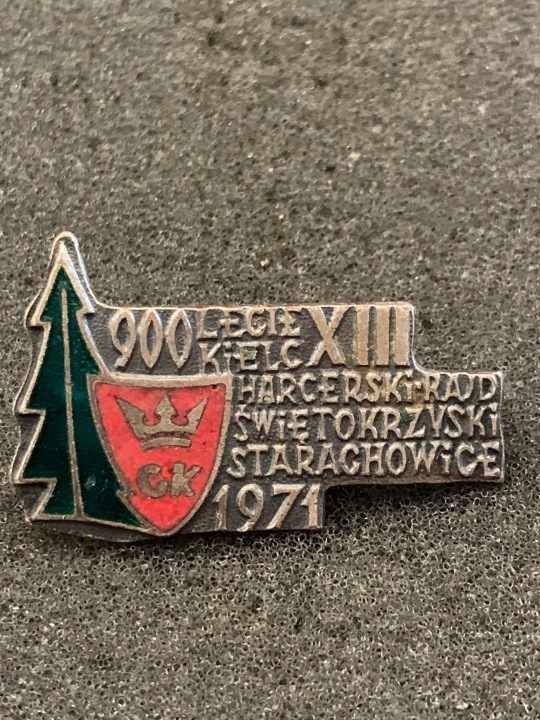 900 LECIE KIELC XIII
HARCERSKI·RAJD
ŚWIĘTOKRZYSKI
STARACHOWICE
1971
CK